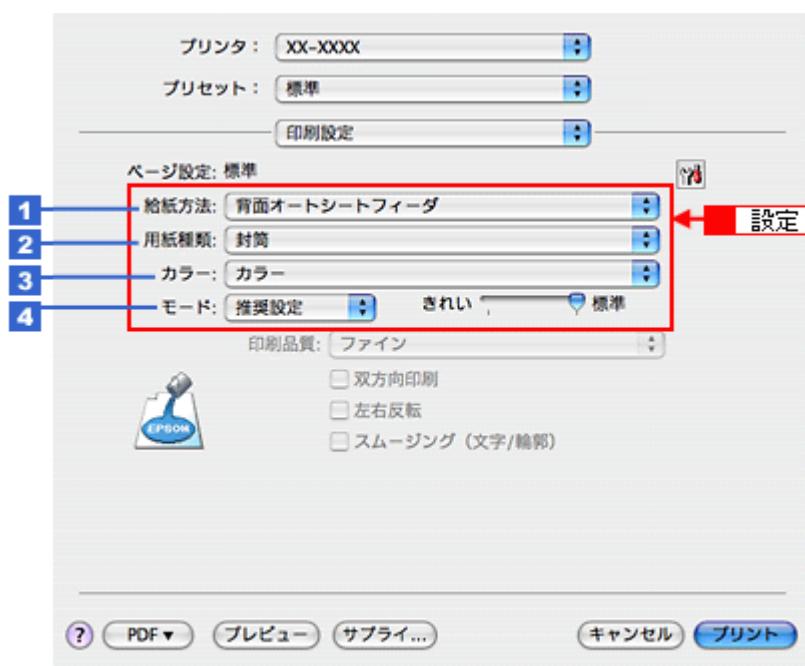 プリンタ： XX-XXXX
プリセット： 標準
印刷設定
ページ設定: 標準
1 給紙方法: 背面オートシートフィーダ
設定
2 用紙種類: 封筒
3 カラー: カラー
4 モード: 推奨設定 きれい 標準
印刷品質: ファイン
双方向印刷
左右反転
スムージング（文字/輪郭）
EPSON
? PDF▼ プレビュー サプライ... キャンセル プリント